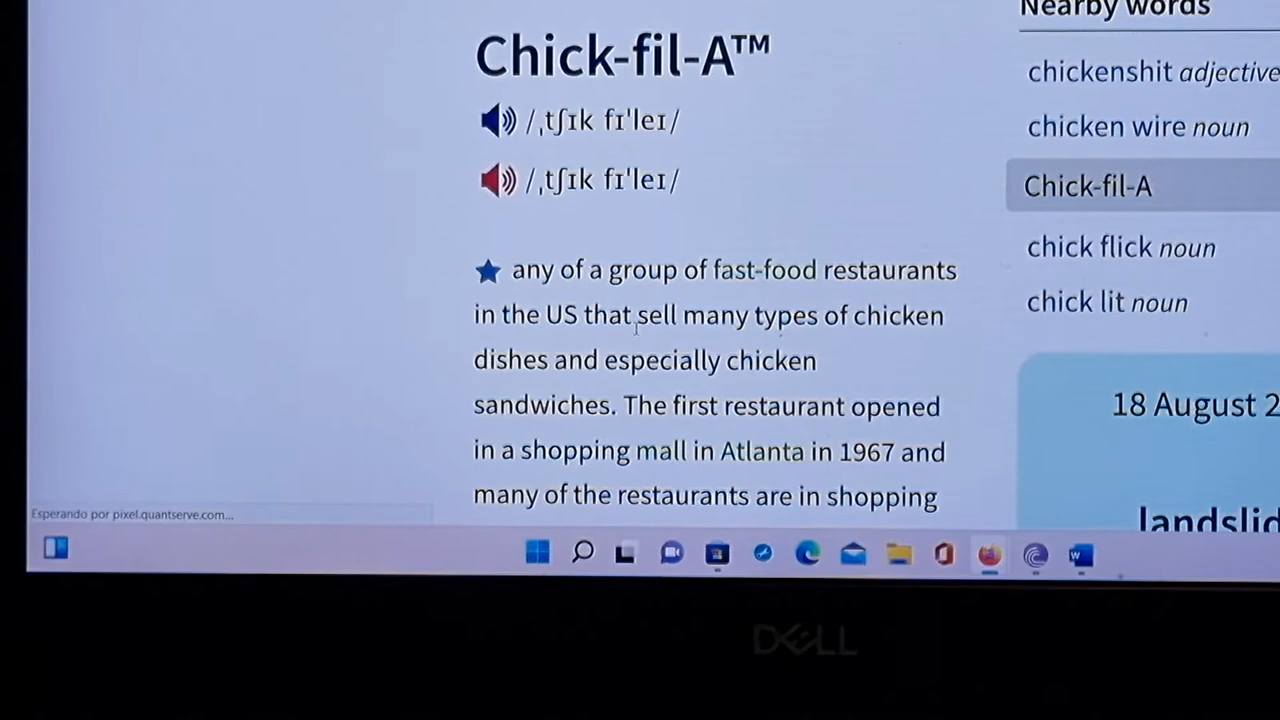 Nearby words
Chick-fil-A™
chickenshit adjective
/ˌtʃɪk fɪˈleɪ/
chicken wire noun
/ˌtʃɪk fɪˈleɪ/
Chick-fil-A
chick flick noun
any of a group of fast-food restaurants
chick lit noun
in the US that sell many types of chicken
dishes and especially chicken
sandwiches. The first restaurant opened
18 August 2
in a shopping mall in Atlanta in 1967 and
many of the restaurants are in shopping
landslid
Esperando por pixel.quantserve.com...
DELL